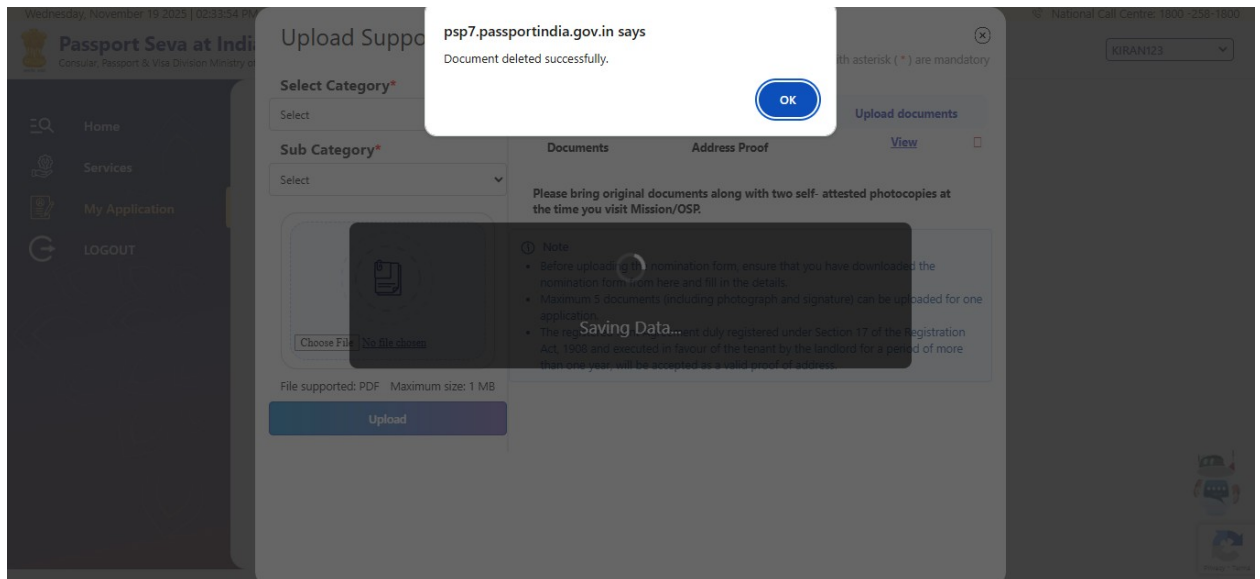 Wednesday, November 19 2025 | 02:33:54 PM
National Call Centre: 1800 -258-1800
Passport Seva at Indi
Consular, Passport & Visa Division Ministry of
KIRAN123
Home
Services
My Application
LOGOUT
psp7.passportindia.gov.in says
Document deleted successfully.
OK
Upload Suppo
th asterisk ( * ) are mandatory
Select Category*
Select
Sub Category*
Select
Choose File No file chosen
File supported: PDF Maximum size: 1 MB
Upload
Upload documents
Documents Address Proof View
Please bring original documents along with two self- attested photocopies at
the time you visit Mission/OSP.
Note
• Before uploading the nomination form, ensure that you have downloaded the
nomination form from here and fill in the details.
• Maximum 5 documents (including photograph and signature) can be uploaded for one
application.
• The ment duly registered under Section 17 of the Registration
Act, 1908 and executed in favour of the tenant by the landlord for a period of more
than one year, will be accepted as a valid proof of address.
Saving Data...
Privacy - Terms